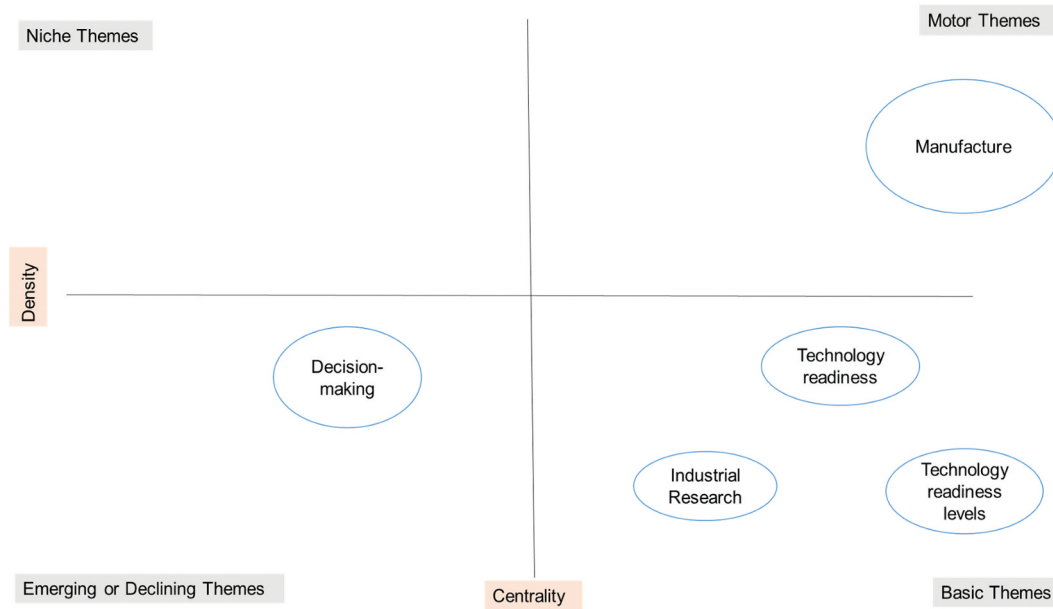 Niche Themes
Motor Themes
Manufacture
Density
Decision-
making
Technology
readiness
Industrial
Research
Technology
readiness
levels
Emerging or Declining Themes
Centrality
Basic Themes